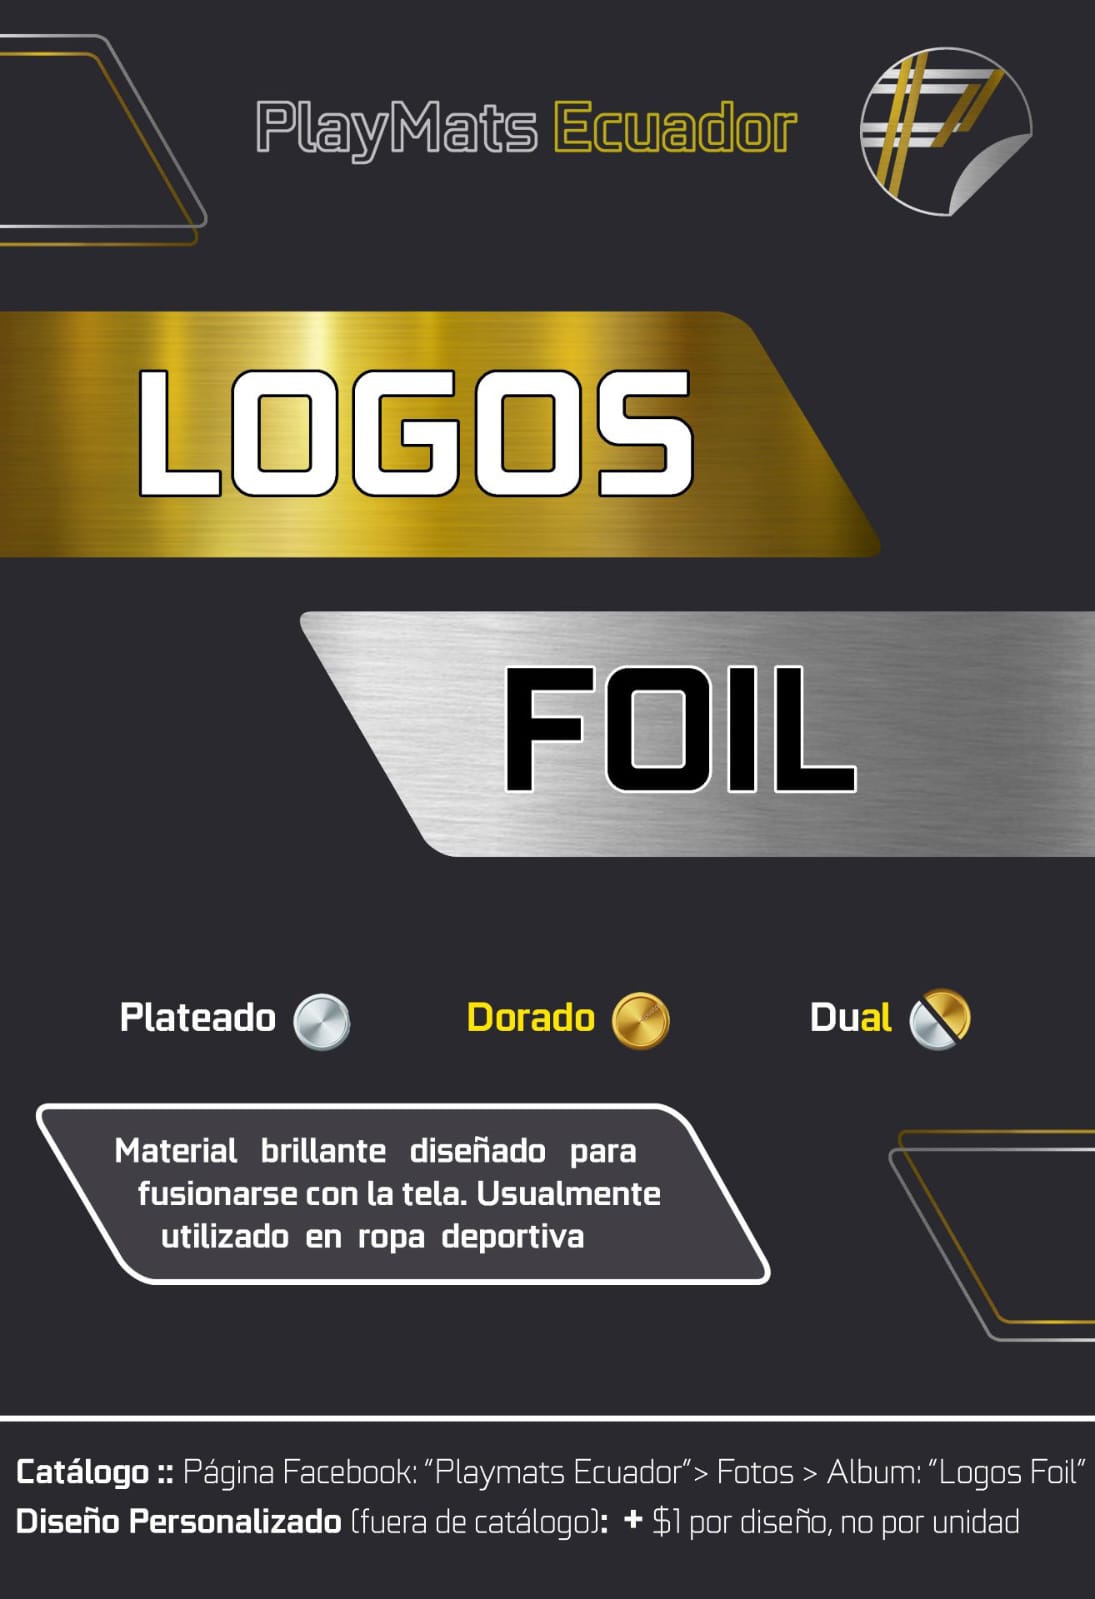 PlayMats Ecuador
LOGOS
FOIL
Plateado
Dorado
Dual
Material brillante diseñado para
fusionarse con la tela. Usualmente
utilizado en ropa deportiva
Catálogo :: Página Facebook: “Playmats Ecuador”> Fotos > Album: “Logos Foil”
Diseño Personalizado (fuera de catálogo): + $1 por diseño, no por unidad